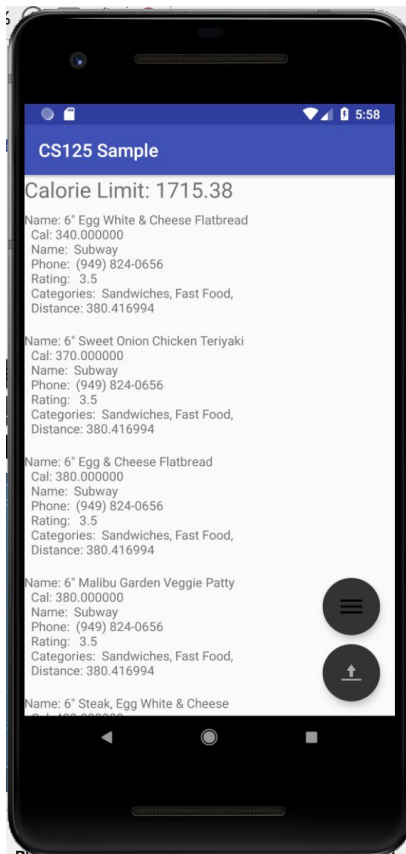 5:58
CS125 Sample
Calorie Limit: 1715.38
Name: 6" Egg White & Cheese Flatbread
Cal: 340.000000
Name: Subway
Phone: (949) 824-0656
Rating: 3.5
Categories: Sandwiches, Fast Food,
Distance: 380.416994
Name: 6" Sweet Onion Chicken Teriyaki
Cal: 370.000000
Name: Subway
Phone: (949) 824-0656
Rating: 3.5
Categories: Sandwiches, Fast Food,
Distance: 380.416994
Name: 6" Egg & Cheese Flatbread
Cal: 380.000000
Name: Subway
Phone: (949) 824-0656
Rating: 3.5
Categories: Sandwiches, Fast Food,
Distance: 380.416994
Name: 6" Malibu Garden Veggie Patty
Cal: 380.000000
Name: Subway
Phone: (949) 824-0656
Rating: 3.5
Categories: Sandwiches, Fast Food,
Distance: 380.416994
Name: 6" Steak, Egg White & Cheese